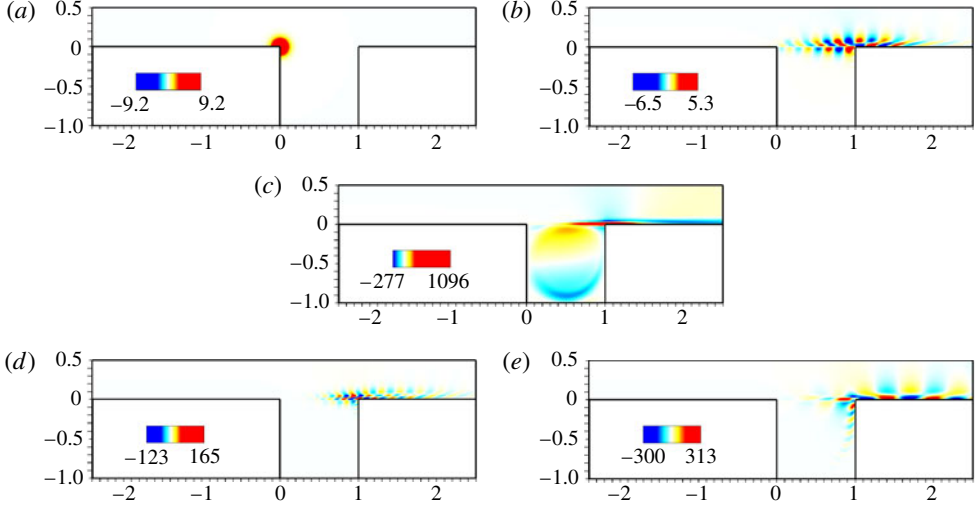 (a) 0.5 0 −0.5 −1.0 −9.2 9.2 −2 −1 0 1 2
(b) 0.5 0 −0.5 −1.0 −6.5 5.3 −2 −1 0 1 2
(c) 0.5 0 −0.5 −1.0 −277 1096 −2 −1 0 1 2
(d) 0.5 0 −0.5 −1.0 −123 165 −2 −1 0 1 2
(e) 0.5 0 −0.5 −1.0 −300 313 −2 −1 0 1 2